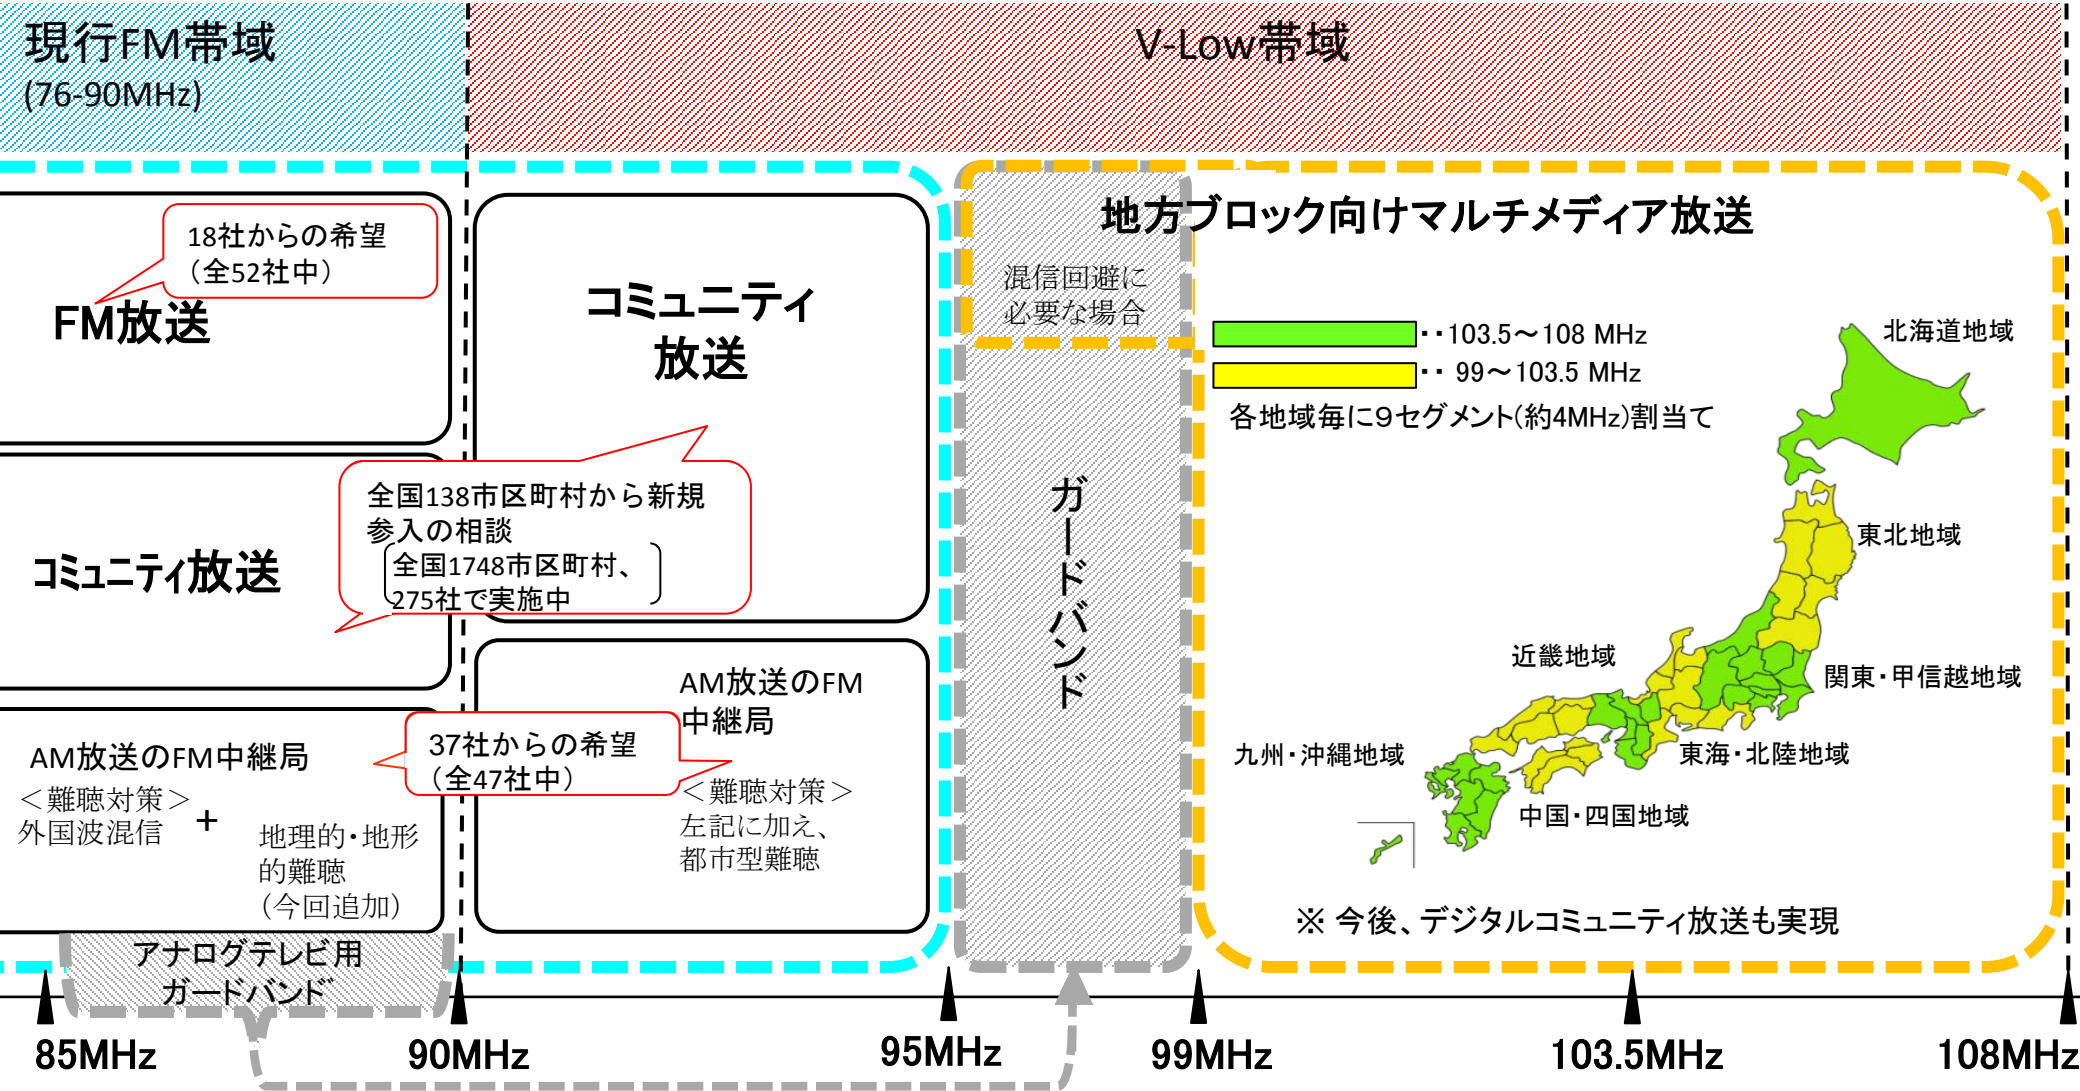 現行FM帯域
(76-90MHz)
V-Low帯域
18社からの希望
（全52社中）
FM放送
コミュニティ
放送
全国138市区町村から新規
参入の相談
全国1748市区町村、
275社で実施中
コミュニティ放送
AM放送のFM中継局
＜難聴対策＞
外国波混信
+
地理的・地形
的難聴
（今回追加）
37社からの希望
（全47社中）
AM放送のFM
中継局
＜難聴対策＞
左記に加え、
都市型難聴
アナログテレビ用
ガードバンド
混信回避に
必要な場合
ガードバンド
地方ブロック向けマルチメディア放送
・・103.5～108 MHz
・・ 99～103.5 MHz
各地域毎に9セグメント(約4MHz)割当て
北海道地域
東北地域
近畿地域
関東・甲信越地域
九州・沖縄地域
東海・北陸地域
中国・四国地域
※ 今後、デジタルコミュニティ放送も実現
85MHz
90MHz
95MHz
99MHz
103.5MHz
108MHz